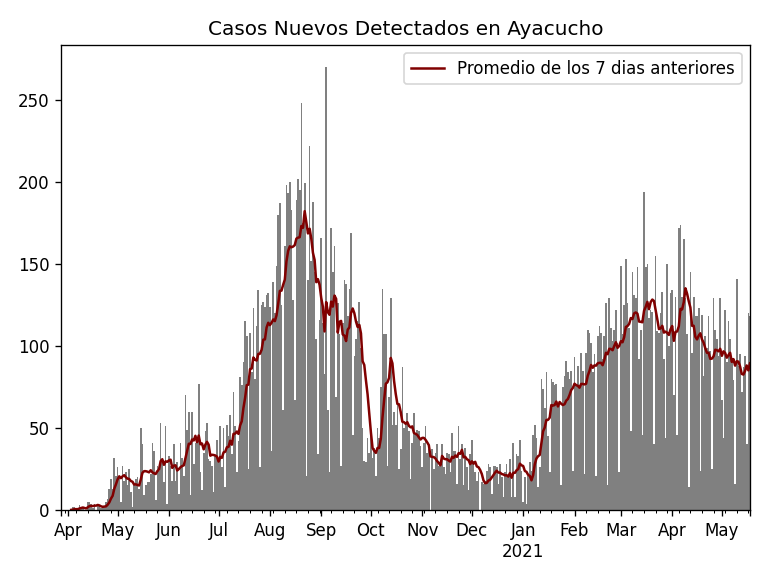 Casos Nuevos Detectados en Ayacucho
Promedio de los 7 dias anteriores
250
200
150
100
50
0
Apr May Jun Jul Aug Sep Oct Nov Dec Jan Feb Mar Apr May
2021